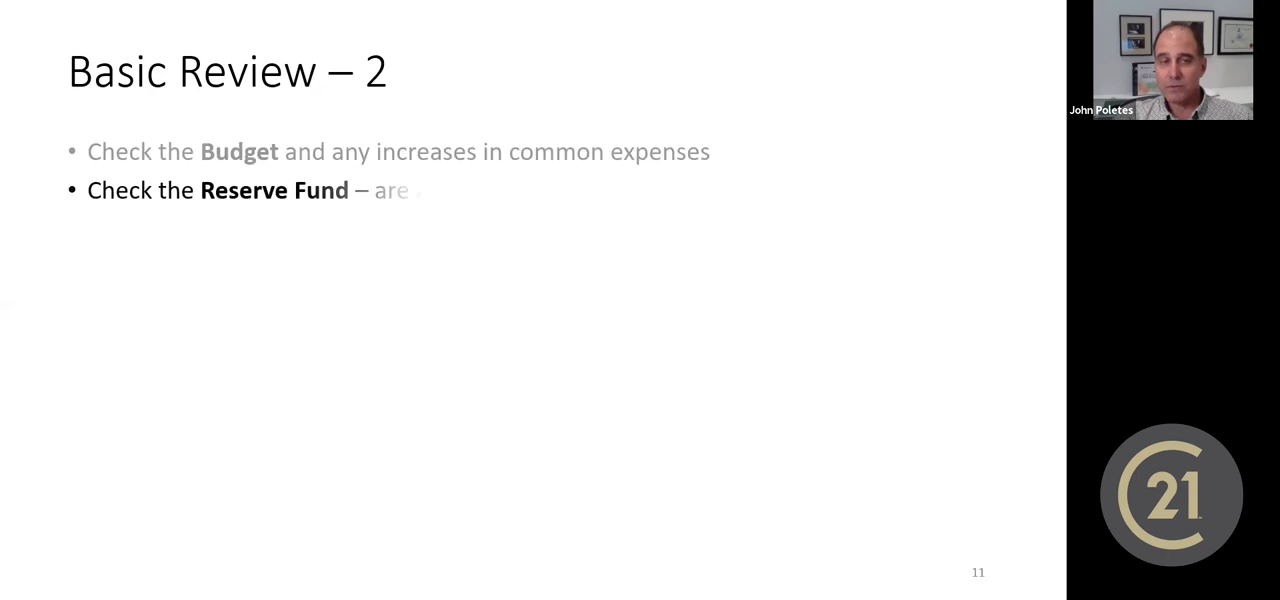 Basic Review – 2
• Check the Budget and any increases in common expenses
• Check the Reserve Fund – are
John Poletes
C21
11